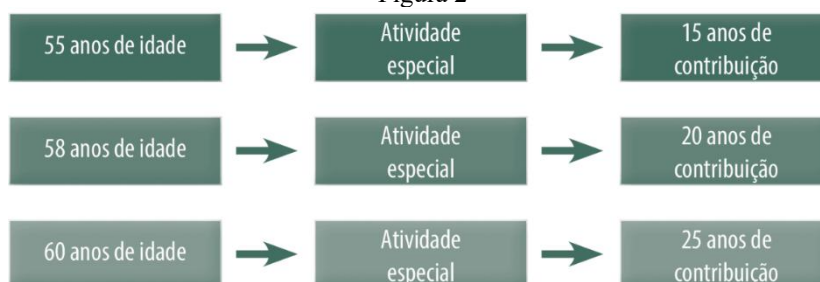 Figura 2
55 anos de idade
Atividade
especial
15 anos de
contribuição
58 anos de idade
Atividade
especial
20 anos de
contribuição
60 anos de idade
Atividade
especial
25 anos de
contribuição